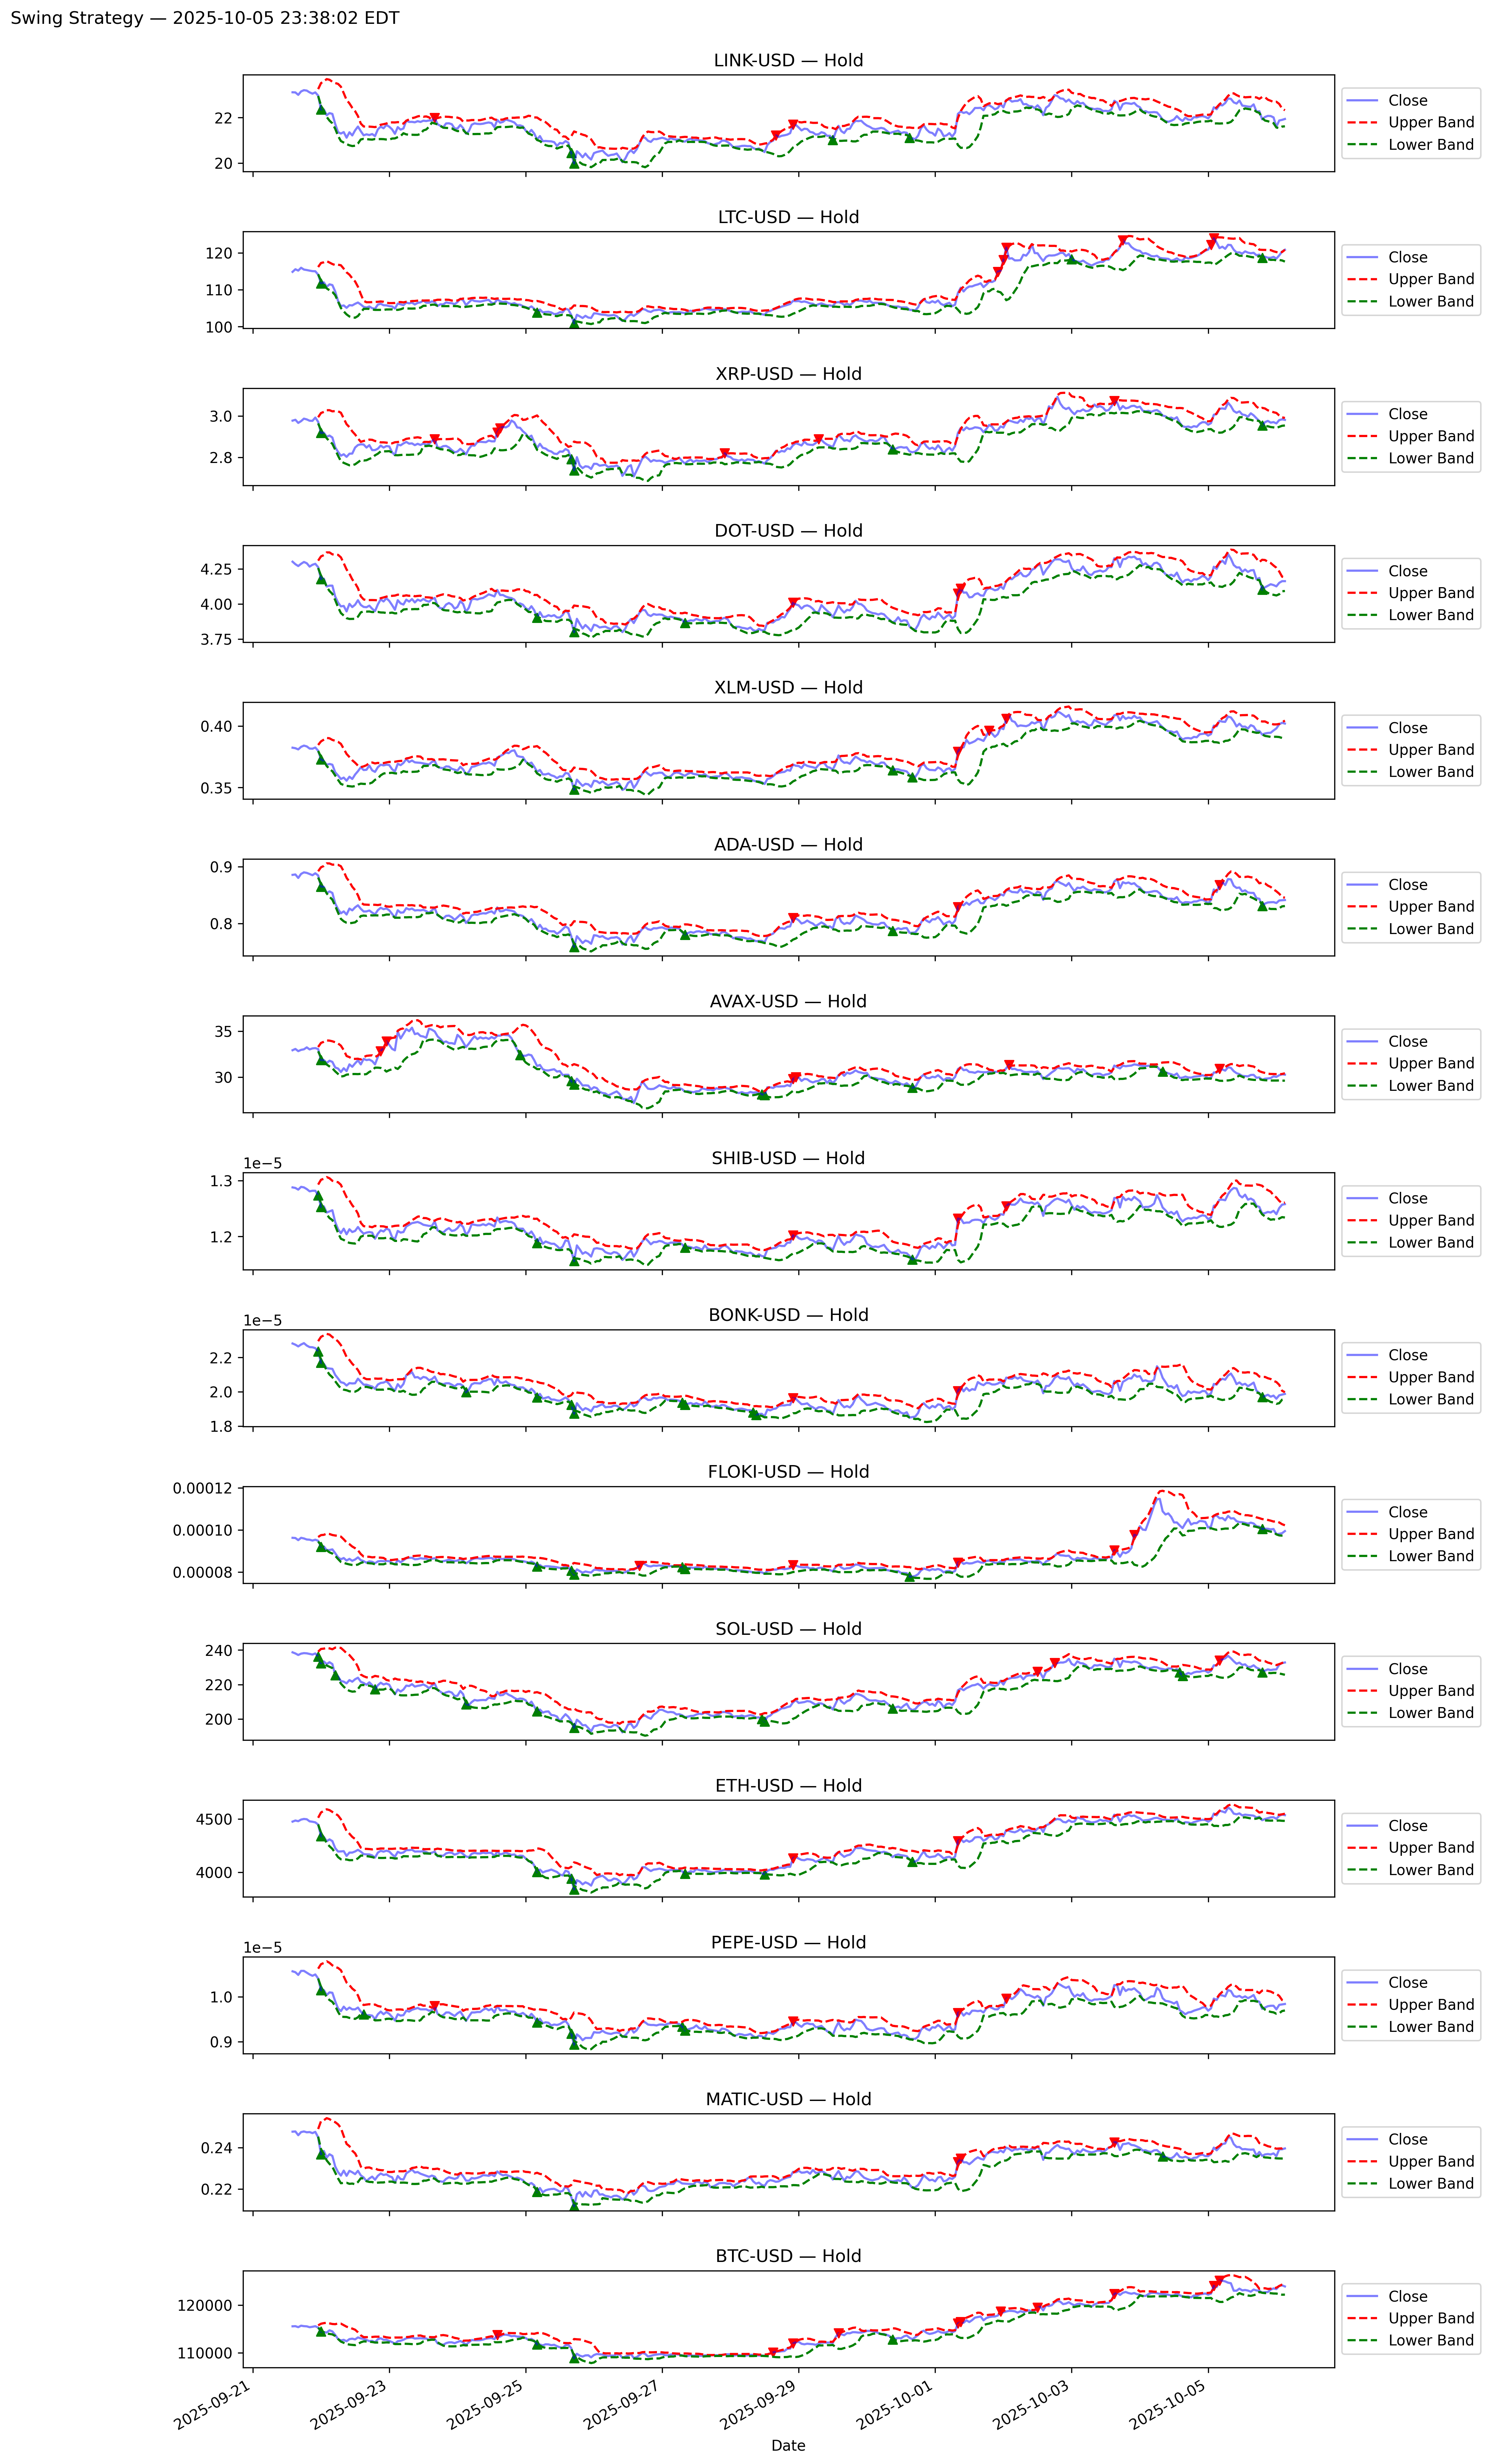 Swing Strategy — 2025-10-05 23:38:02 EDT
LINK-USD — Hold
22
20
Close
Upper Band
Lower Band
LTC-USD — Hold
120
110
100
Close
Upper Band
Lower Band
XRP-USD — Hold
3.0
2.8
Close
Upper Band
Lower Band
DOT-USD — Hold
4.25
4.00
3.75
Close
Upper Band
Lower Band
XLM-USD — Hold
0.40
0.35
Close
Upper Band
Lower Band
ADA-USD — Hold
0.9
0.8
Close
Upper Band
Lower Band
AVAX-USD — Hold
35
30
Close
Upper Band
Lower Band
SHIB-USD — Hold
1e−5
1.3
1.2
Close
Upper Band
Lower Band
BONK-USD — Hold
1e−5
2.2
2.0
1.8
Close
Upper Band
Lower Band
FLOKI-USD — Hold
0.00012
0.00010
0.00008
Close
Upper Band
Lower Band
SOL-USD — Hold
240
220
200
Close
Upper Band
Lower Band
ETH-USD — Hold
4500
4000
Close
Upper Band
Lower Band
PEPE-USD — Hold
1e−5
1.0
0.9
Close
Upper Band
Lower Band
MATIC-USD — Hold
0.24
0.22
Close
Upper Band
Lower Band
BTC-USD — Hold
120000
110000
Close
Upper Band
Lower Band
2025-09-21
2025-09-23
2025-09-25
2025-09-27
2025-09-29
2025-10-01
2025-10-03
2025-10-05
Date